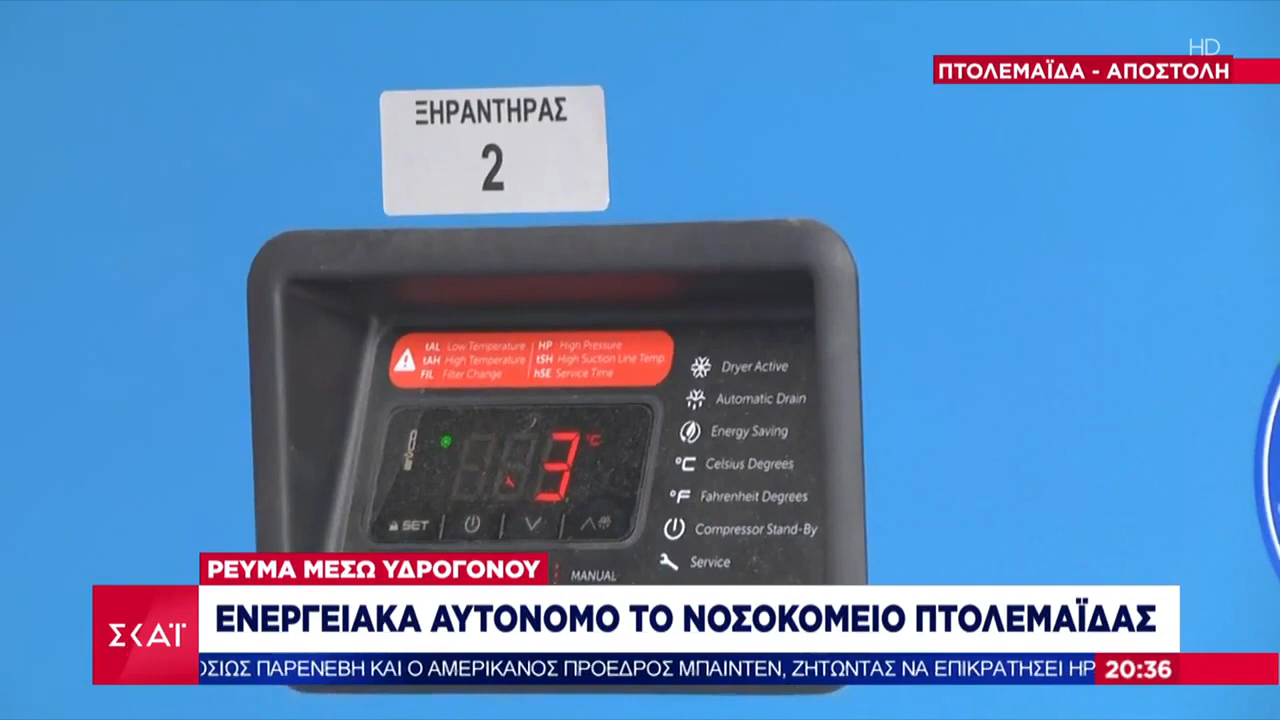 HD
ΠΤΟΛΕΜΑΪΔΑ - ΑΠΟΣΤΟΛΗ
ΞΗΡΑΝΤΗΡΑΣ
2
tAL Low Temperature
tAH High Temperature
FIL Filter Change
HP High Pressure
tSH High Suction Line Temp
hSE Service Time
Dryer Active
Automatic Drain
Energy Saving
°C Celsius Degrees
°F Fahrenheit Degrees
Compressor Stand-By
Service
3 °C
SET
MANUAL
ΡΕΥΜΑ ΜΕΣΩ ΥΔΡΟΓΟΝΟΥ
ΣΚΑΪ
ΕΝΕΡΓΕΙΑΚΑ ΑΥΤΟΝΟΜΟ ΤΟ ΝΟΣΟΚΟΜΕΙΟ ΠΤΟΛΕΜΑΪΔΑΣ
ΟΣΙΩΣ ΠΑΡΕΝΕΒΗ ΚΑΙ Ο ΑΜΕΡΙΚΑΝΟΣ ΠΡΟΕΔΡΟΣ ΜΠΑΙΝΤΕΝ, ΖΗΤΩΝΤΑΣ ΝΑ ΕΠΙΚΡΑΤΗΣΕΙ ΗΡ
20:36